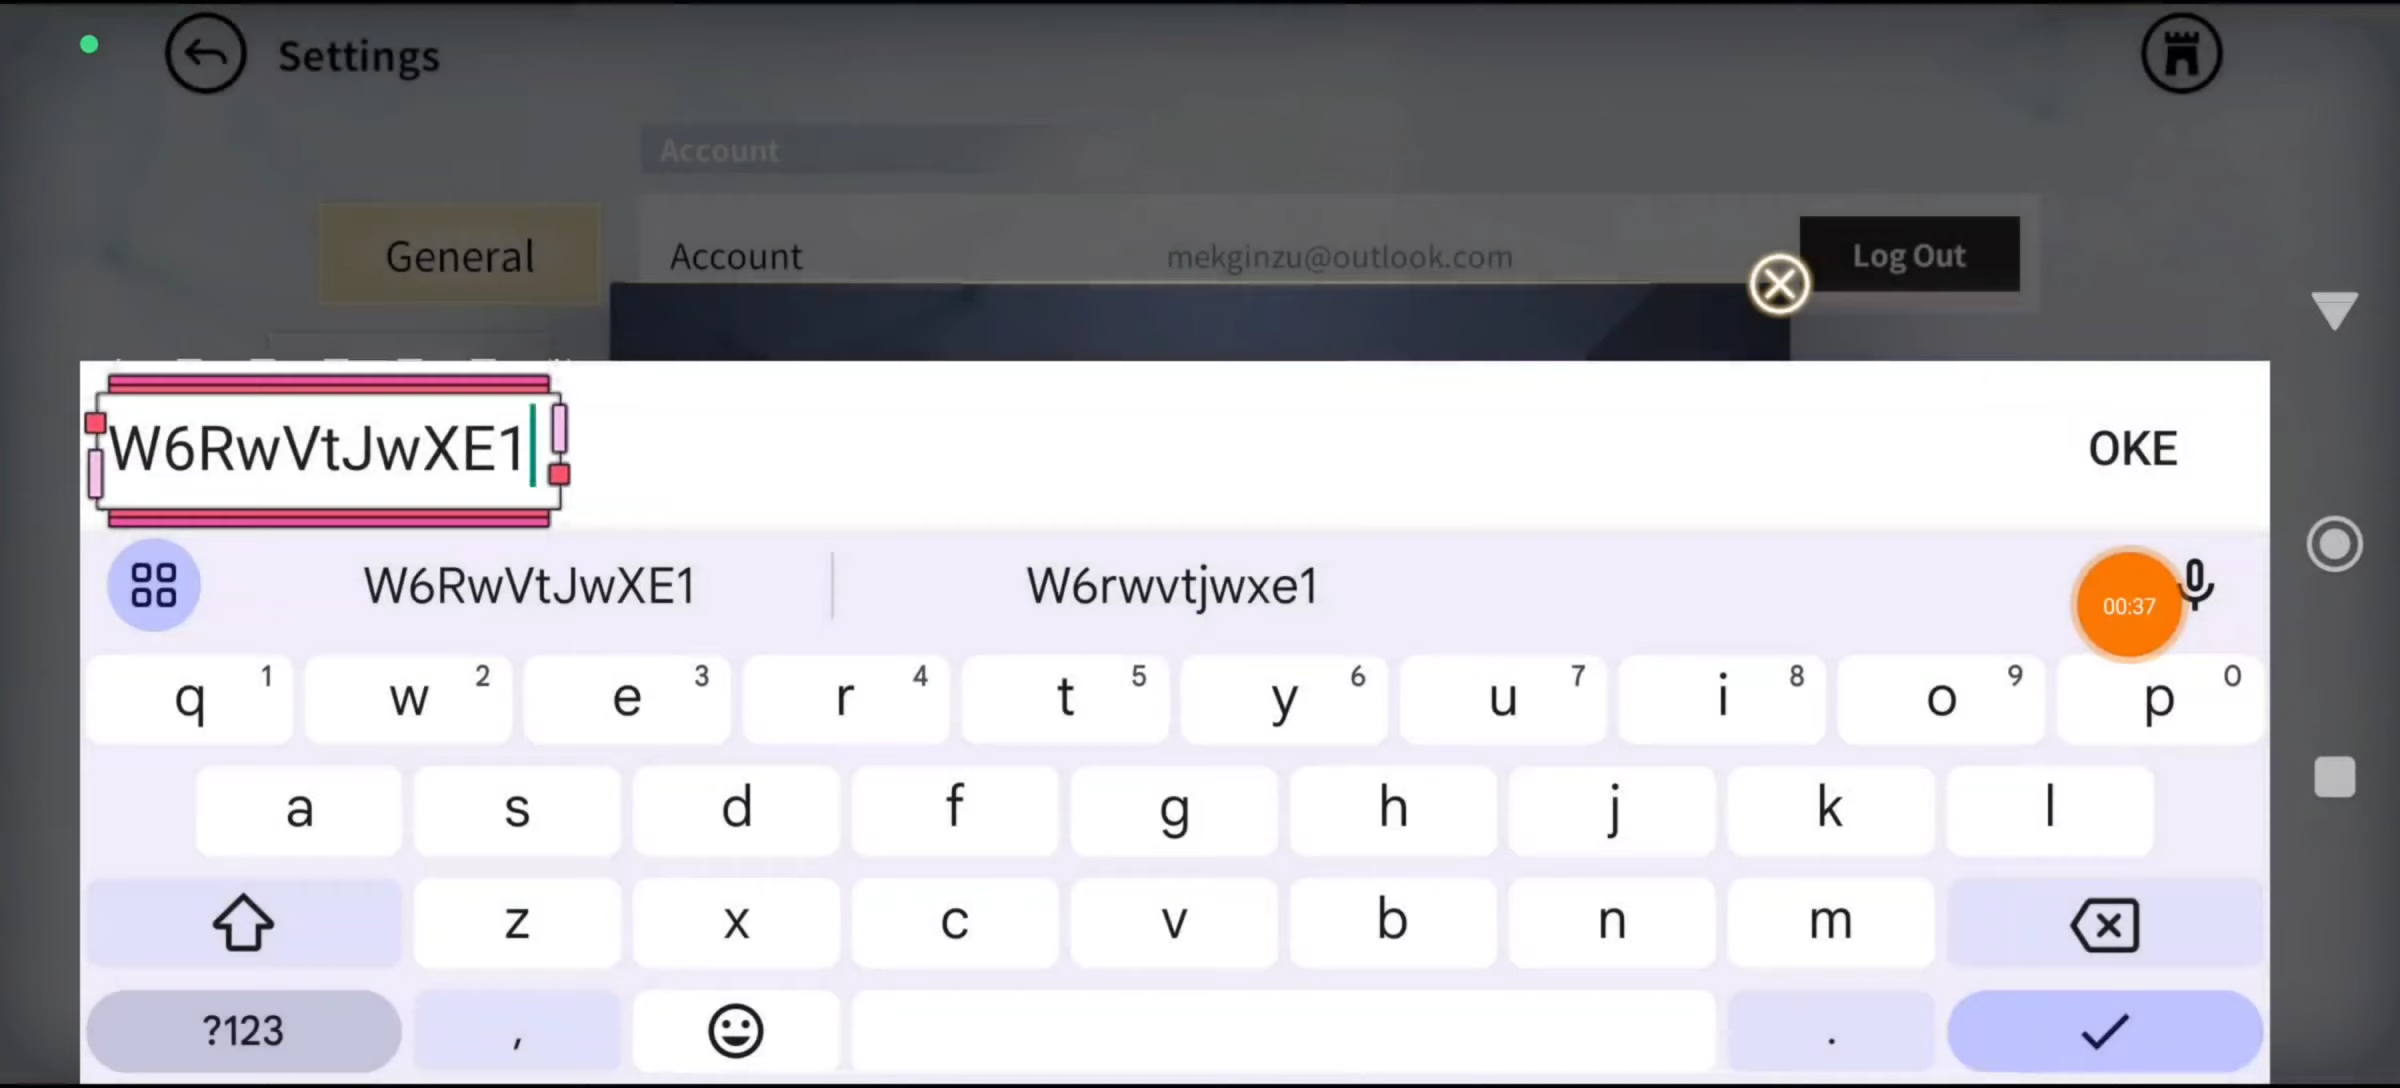 Settings
Account
General
Account
mekginzu@outlook.com
Log Out
W6RwVtJwXE1
OKE
W6RwVtJwXE1
W6rwvtjwxe1
00:37
q 1 w 2 e 3 r 4 t 5 y 6 u 7 i 8 o 9 p 0
a s d f g h j k l
z x c v b n m
?123 , .